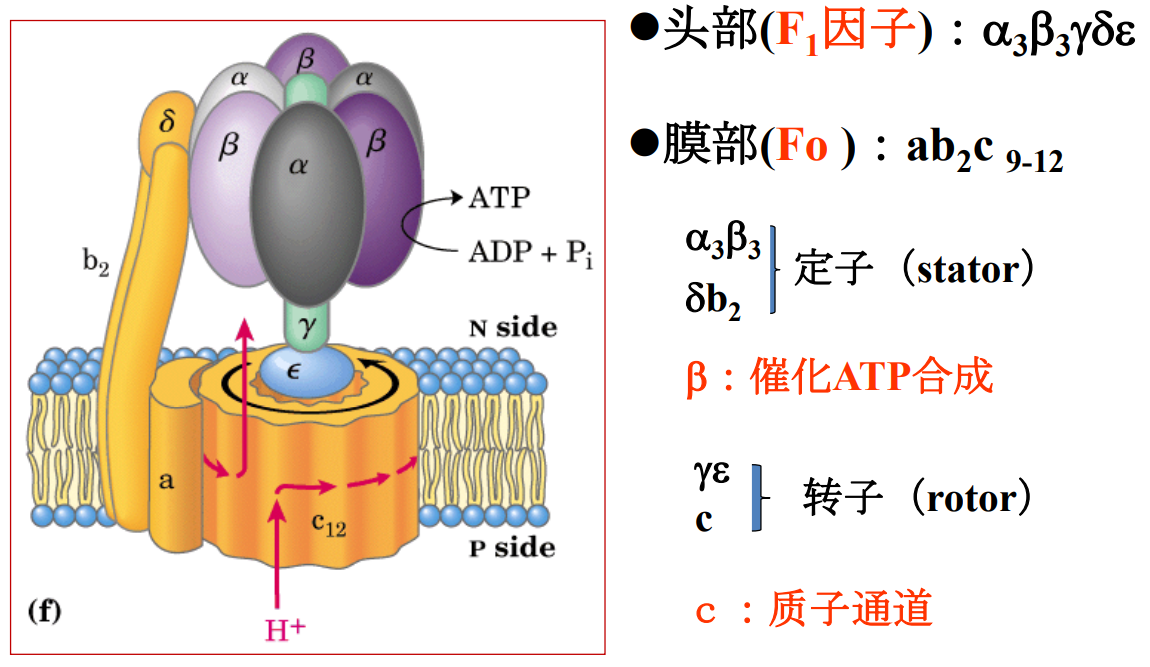 β
α
α
δ
β
β
α
ATP
ADP + Pᵢ
b₂
γ
N side
ϵ
a
c₁₂
P side
(f)
H⁺
●头部(F₁因子)：α₃β₃γδε
●膜部(Fo )：ab₂c ₉₋₁₂
α₃β₃
δb₂
定子（stator）
β：催化ATP合成
γε
c
转子（rotor）
c ：质子通道